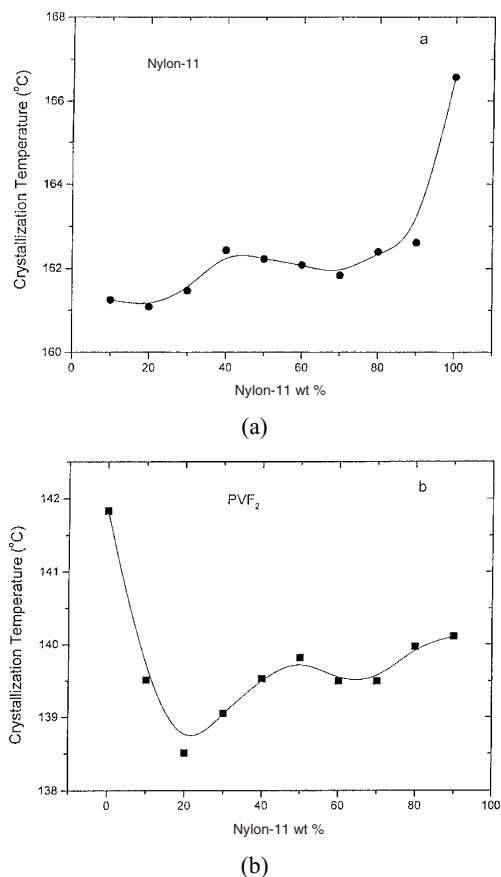 168
a
Nylon-11
166
164
162
160
Crystallization Temperature (°C)
0 20 40 60 80 100
Nylon-11 wt %
(a)
b
142
PVF₂
141
140
139
138
Crystallization Temperature (°C)
0 20 40 60 80 100
Nylon-11 wt %
(b)